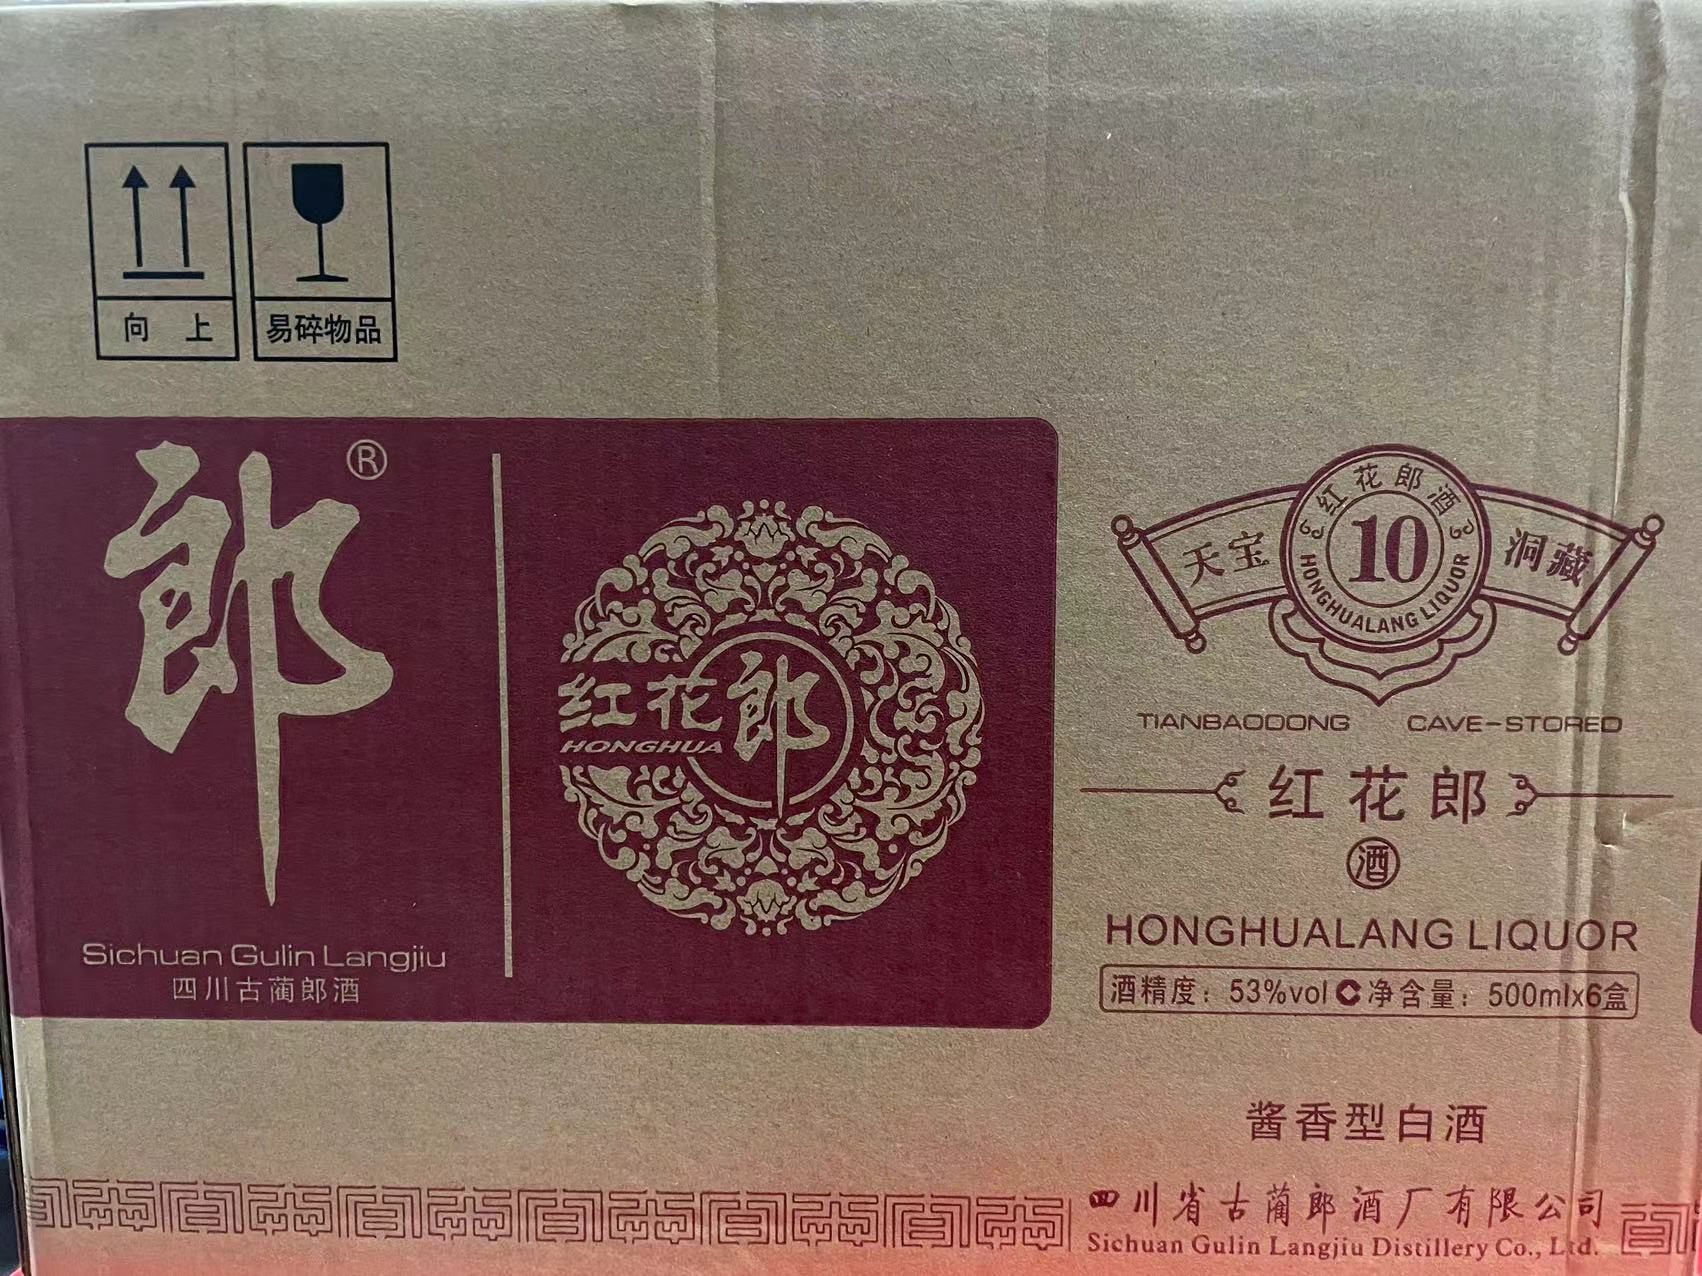 向 上
易碎物品
郎®
Sichuan Gulin Langjiu
四川古蔺郎酒
红花郎
HONGHUA
红花郎酒
天宝 10 洞藏
HONGHUALANG LIQUOR
TIANBAODONG CAVE-STORED
红花郎
酒
HONGHUALANG LIQUOR
酒精度：53%vol 净含量：500mlx6盒
酱香型白酒
四川省古蔺郎酒厂有限公司
Sichuan Gulin Langjiu Distillery Co., Ltd.